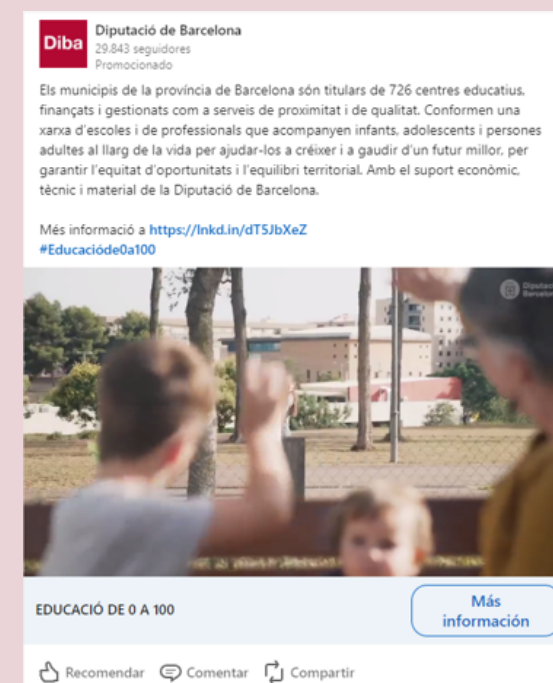 Diba
Diputació de Barcelona
29.843 seguidores
Promocionado
Els municipis de la província de Barcelona són titulars de 726 centres educatius,
finançats i gestionats com a serveis de proximitat i de qualitat. Conformen una
xarxa d'escoles i de professionals que acompanyen infants, adolescents i persones
adultes al llarg de la vida per ajudar-los a créixer i a gaudir d'un futur millor, per
garantir l'equitat d'oportunitats i l'equilibri territorial. Amb el suport econòmic,
tècnic i material de la Diputació de Barcelona.
Més informació a https://lnkd.in/dT5JbXeZ
#Educacióde0a100
Diputació
Barcelona
EDUCACIÓ DE 0 A 100
Más
información
Recomendar Comentar Compartir